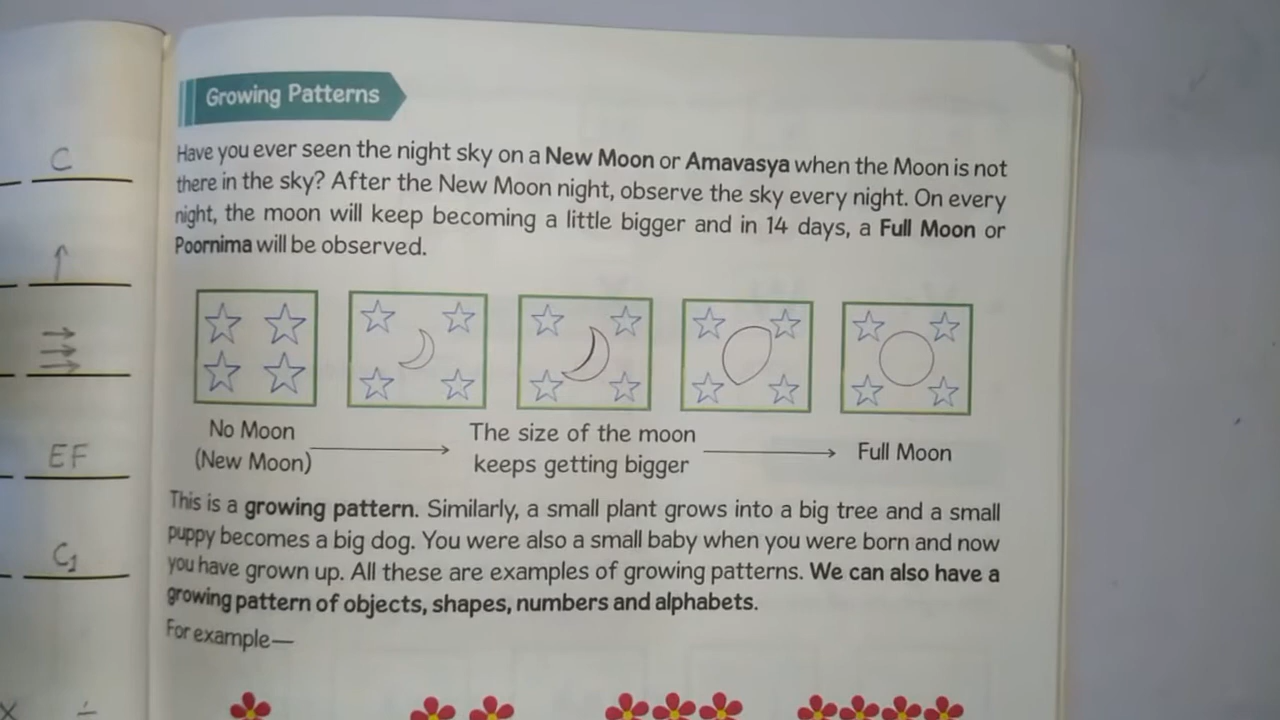 Growing Patterns
Have you ever seen the night sky on a New Moon or Amavasya when the Moon is not
there in the sky? After the New Moon night, observe the sky every night. On every
night, the moon will keep becoming a little bigger and in 14 days, a Full Moon or
Poornima will be observed.
No Moon
(New Moon)
The size of the moon
keeps getting bigger
Full Moon
This is a growing pattern. Similarly, a small plant grows into a big tree and a small
puppy becomes a big dog. You were also a small baby when you were born and now
you have grown up. All these are examples of growing patterns. We can also have a
growing pattern of objects, shapes, numbers and alphabets.
For example—
C
↑
→→→
EF
C₁
× ÷